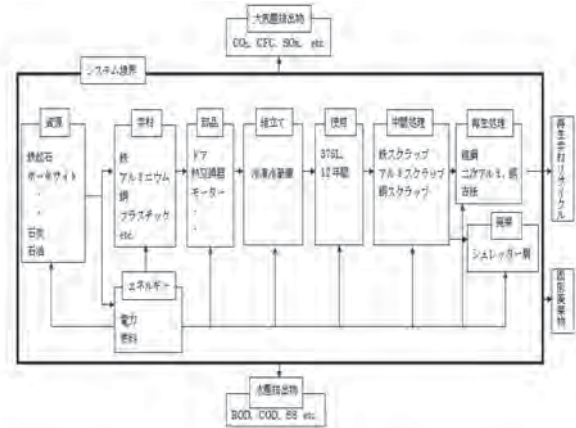 大気圏排出物
CO₂, CFC, SOx, etc
システム境界
資源
鉄鉱石
ボーキサイト
・
・
石炭
石油
素材
鉄
アルミニウム
銅
プラスチック
etc.
部品
ドア
熱交換器
モーター
・
・
組立て
冷凍冷蔵庫
使用
375L,
12年間
中間処理
鉄スクラップ
アルミスクラップ
銅スクラップ
再生処理
粗鋼
二次アルミ, 銅
古紙
廃棄
シュレッダー屑
エネルギー
電力
燃料
再生素材リサイクル
固形廃棄物
水圏排出物
BOD, COD, SS etc.